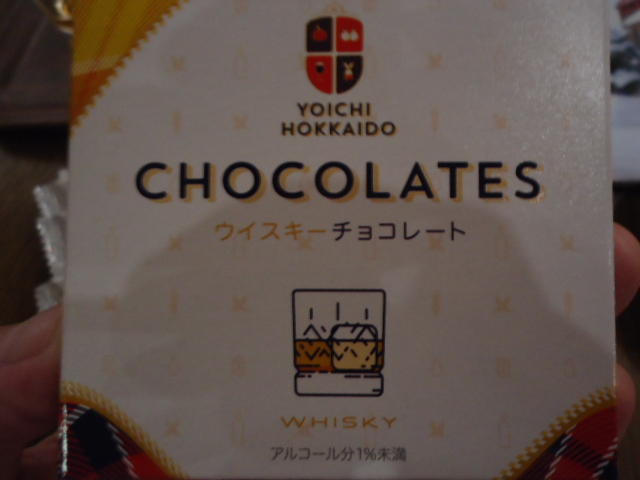 YOICHI
HOKKAIDO
CHOCOLATES
ウイスキーチョコレート
WHISKY
アルコール分1%未満